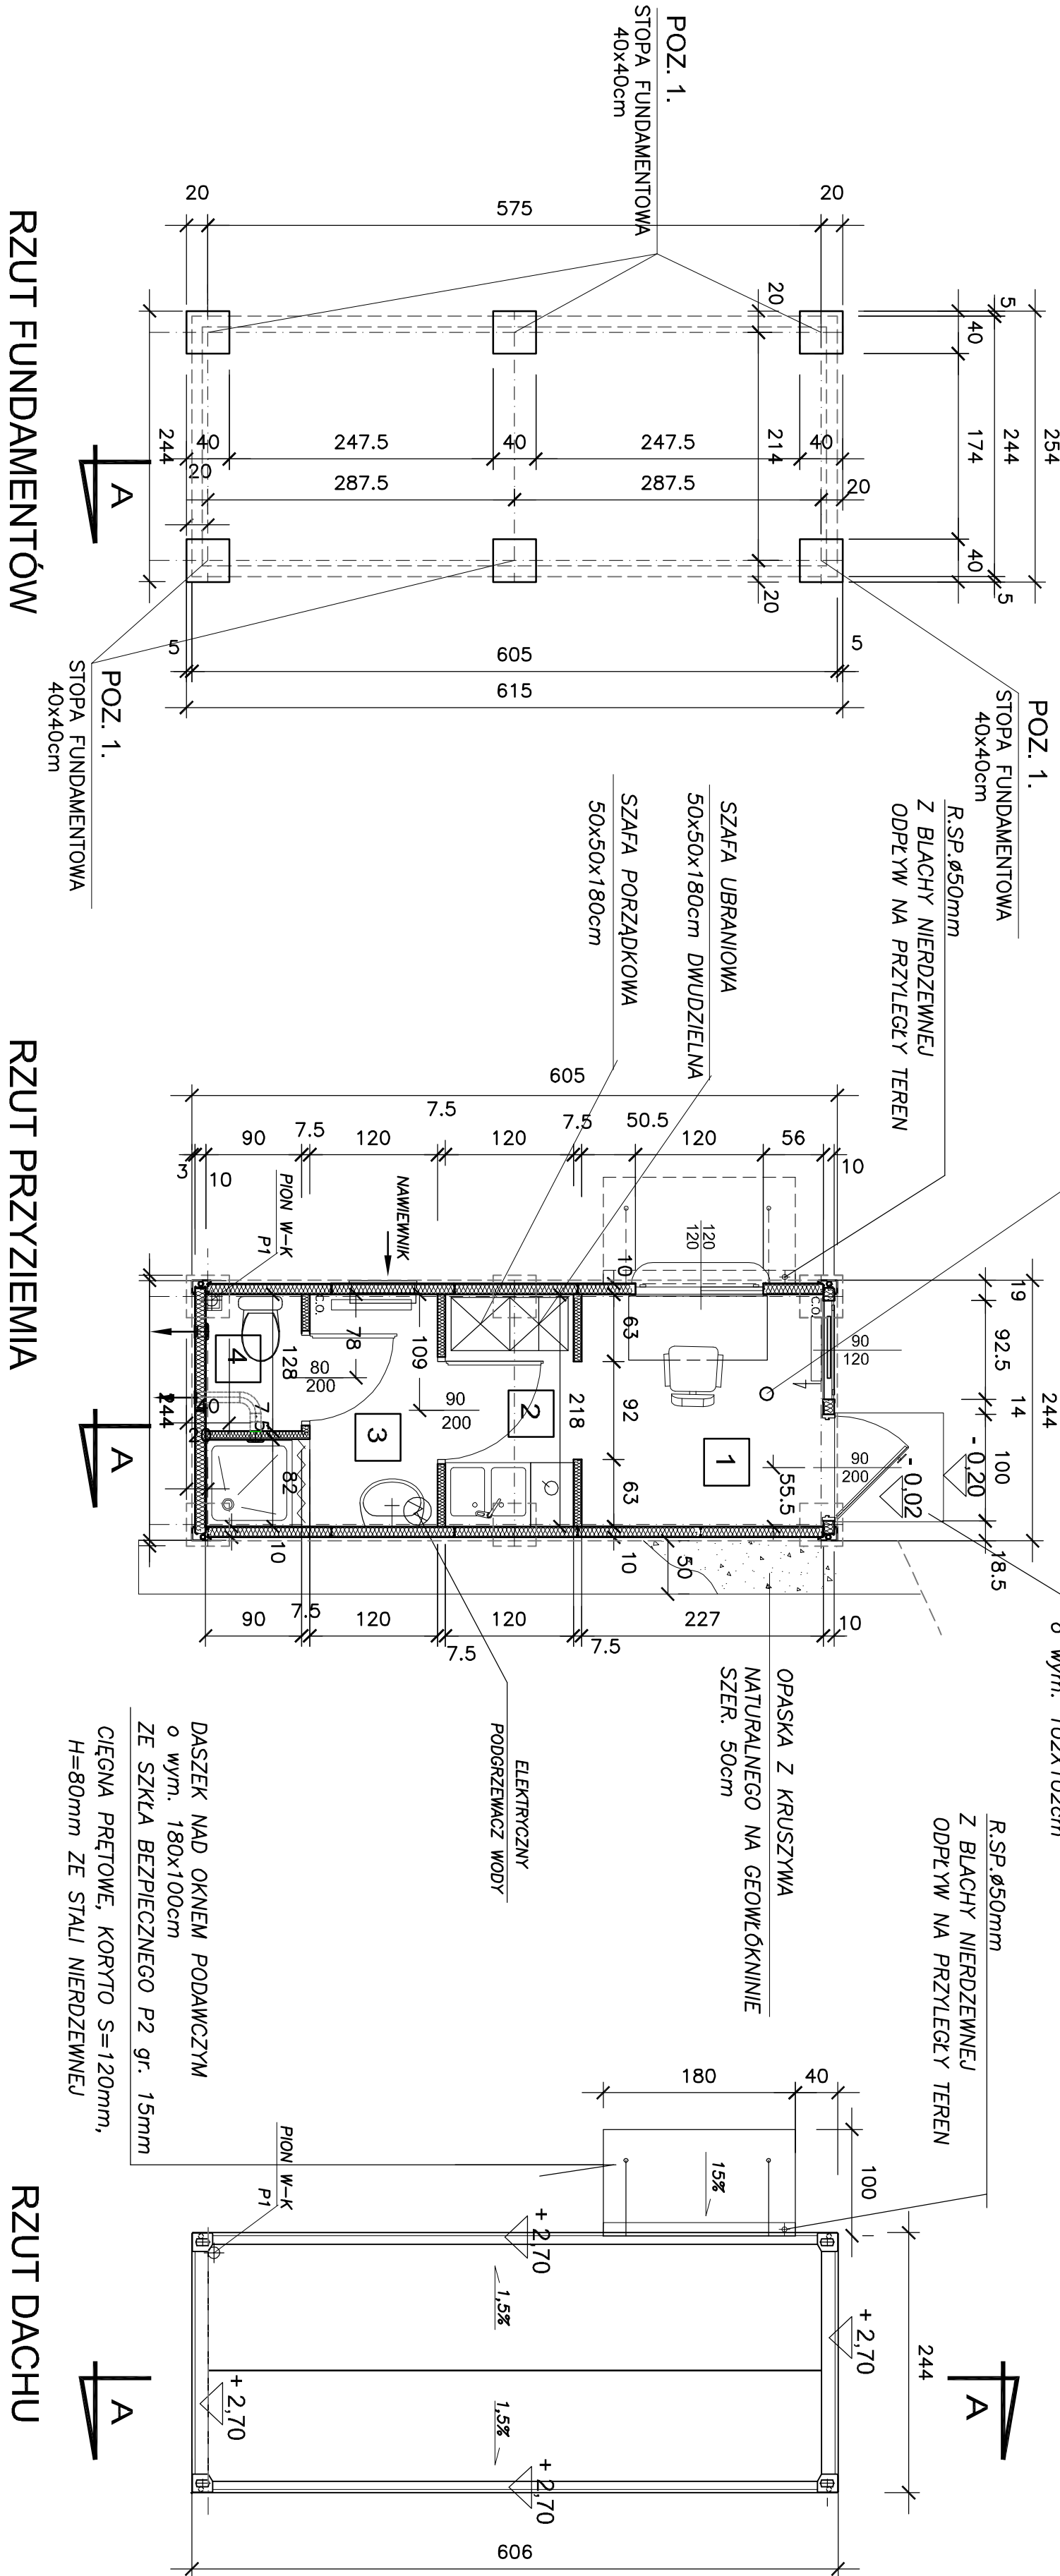 POZ. 1.
STOPA FUNDAMENTOWA
40x40cm
20
575
20
20
5
40
254
244
174
40
5
20
40
247.5
40
247.5
40
214
244
20
287.5
287.5
20
5
605
5
615
POZ. 1.
STOPA FUNDAMENTOWA
40x40cm
POZ. 1.
STOPA FUNDAMENTOWA
40x40cm
A
RZUT FUNDAMENTÓW
R.SP.ø50mm
Z BLACHY NIERDZEWNEJ
ODPŁYW NA PRZYLEGŁY TEREN
SZAFA UBRANIOWA
50x50x180cm DWUDZIELNA
SZAFA PORZĄDKOWA
50x50x180cm
605
7.5
90
7.5
120
120
7.5
50.5
120
56
10
3
10
PION W-K
P1
NAWIEWNIK
120
120
10
19
92.5
14
244
100
18.5
c.o.
c.o.
63
92
63
78
109
128
218
80
200
90
200
90
120
90
200
55.5
- 0,20
- 0,02
1
2
3
4
40
244
7.5
82
10
10
50
90
7.5
120
7.5
120
7.5
227
10
o wym. 102x102cm
OPASKA Z KRUSZYWA
NATURALNEGO NA GEOWŁÓKNINIE
SZER. 50cm
ELEKTRYCZNY
PODGRZEWACZ WODY
A
RZUT PRZYZIEMIA
DASZEK NAD OKNEM PODAWCZYM
o wym. 180x100cm
ZE SZKŁA BEZPIECZNEGO P2 gr. 15mm
CIĘGNA PRĘTOWE, KORYTO S=120mm,
H=80mm ZE STALI NIERDZEWNEJ
R.SP.ø50mm
Z BLACHY NIERDZEWNEJ
ODPŁYW NA PRZYLEGŁY TEREN
180
40
100
15%
PION W-K
P1
+ 2,70
+ 2,70
+ 2,70
+ 2,70
1,5%
1,5%
244
606
A
A
RZUT DACHU